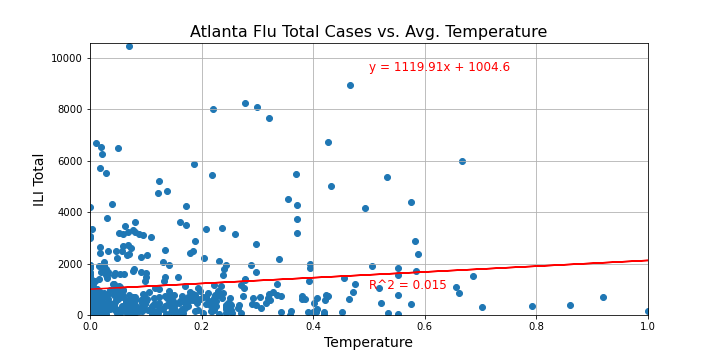 Atlanta Flu Total Cases vs. Avg. Temperature
10000
8000
6000
4000
2000
0
ILI Total
y = 1119.91x + 1004.6
R^2 = 0.015
0.0 0.2 0.4 0.6 0.8 1.0
Temperature